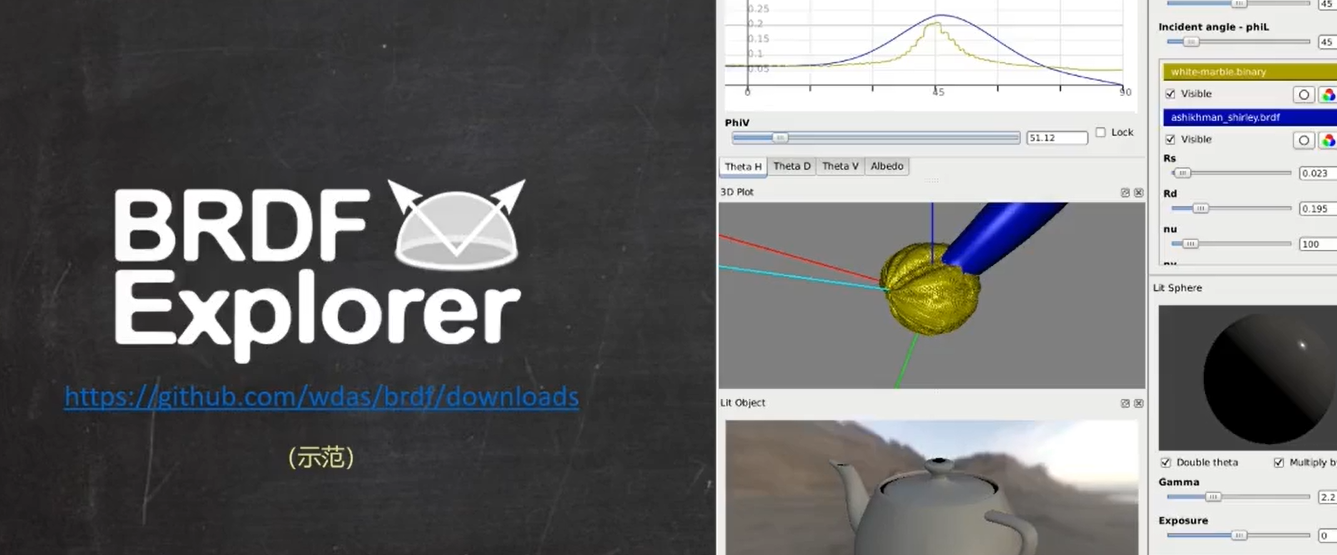 BRDF
Explorer
https://github.com/wdas/brdf/downloads
(示范)
0.25
0.2
0.15
0.1
0.05
0
45
90
PhiV
51.12
Lock
Theta H
Theta D
Theta V
Albedo
3D Plot
Lit Object
45
Incident angle - phiL
45
white-marble.binary
Visible
ashikhman_shirley.brdf
Visible
Rs
0.023
Rd
0.195
nu
100
Lit Sphere
Double theta
Multiply b
Gamma
2.2
Exposure
0